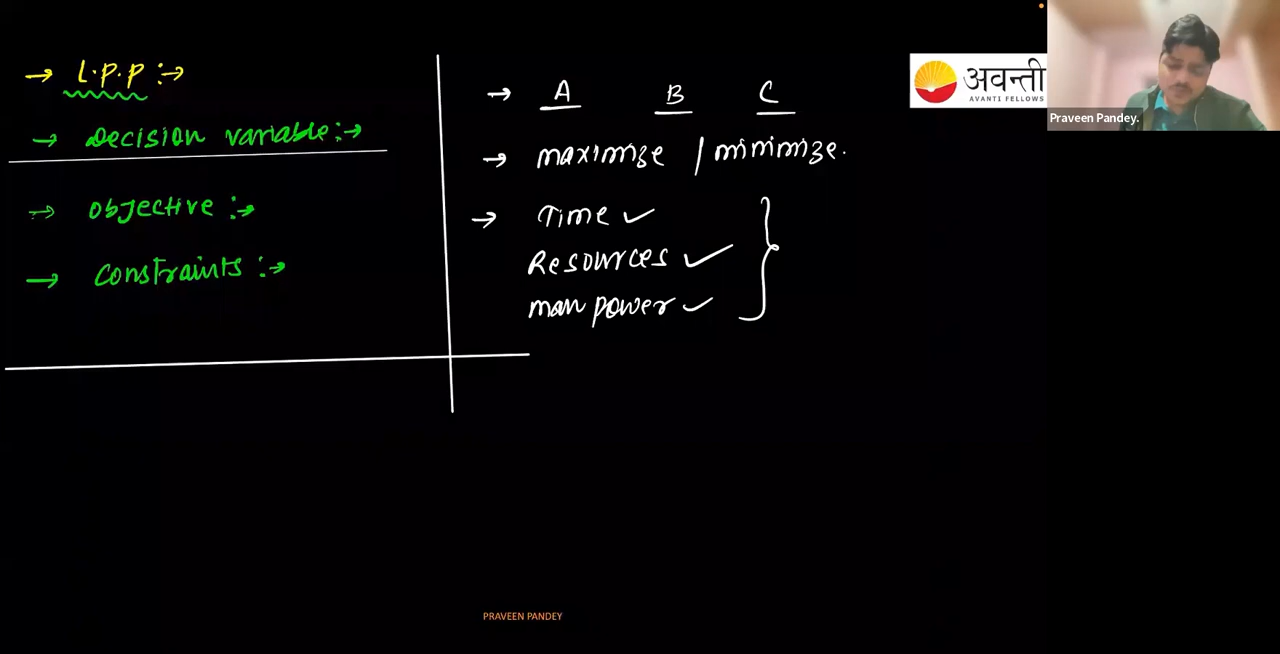 → L.P.P :→
→ Decision variable :→
→ Objective :→
→ constraints :→
→ A B C
→ maximize / minimize.
→ Time ✓
Resources ✓
man power ✓
अवन्ती
AVANTI FELLOWS
Praveen Pandey.
PRAVEEN PANDEY